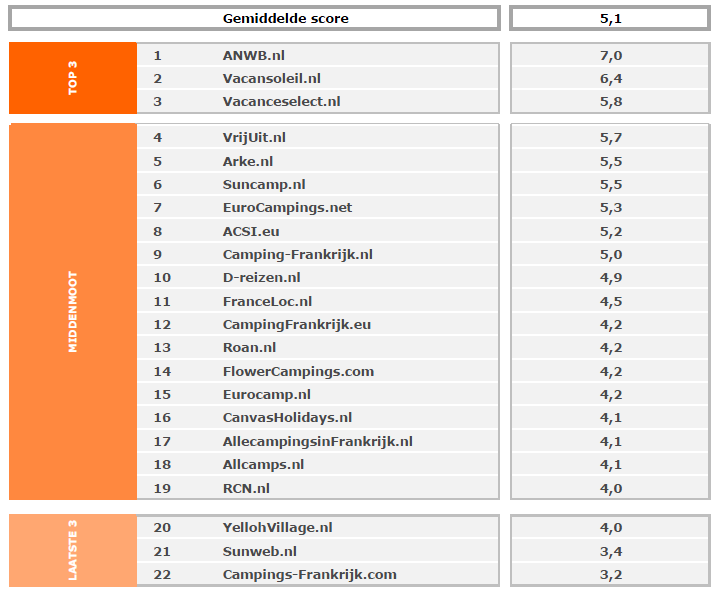 Gemiddelde score 5,1
TOP 3
1 ANWB.nl 7,0
2 Vacansoleil.nl 6,4
3 Vacanceselect.nl 5,8
MIDDENMOOT
4 VrijUit.nl 5,7
5 Arke.nl 5,5
6 Suncamp.nl 5,5
7 EuroCampings.net 5,3
8 ACSI.eu 5,2
9 Camping-Frankrijk.nl 5,0
10 D-reizen.nl 4,9
11 FranceLoc.nl 4,5
12 CampingFrankrijk.eu 4,2
13 Roan.nl 4,2
14 FlowerCampings.com 4,2
15 Eurocamp.nl 4,2
16 CanvasHolidays.nl 4,1
17 AllecampingsinFrankrijk.nl 4,1
18 Allcamps.nl 4,1
19 RCN.nl 4,0
LAATSTE 3
20 YellohVillage.nl 4,0
21 Sunweb.nl 3,4
22 Campings-Frankrijk.com 3,2